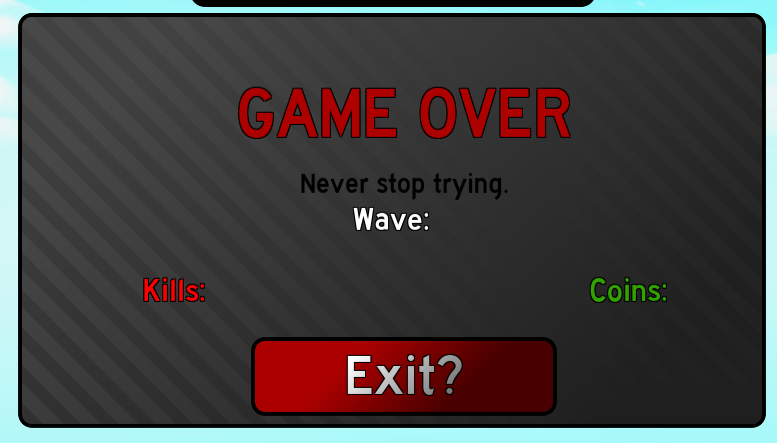 GAME OVER
Never stop trying.
Wave:
Kills:
Coins:
Exit?